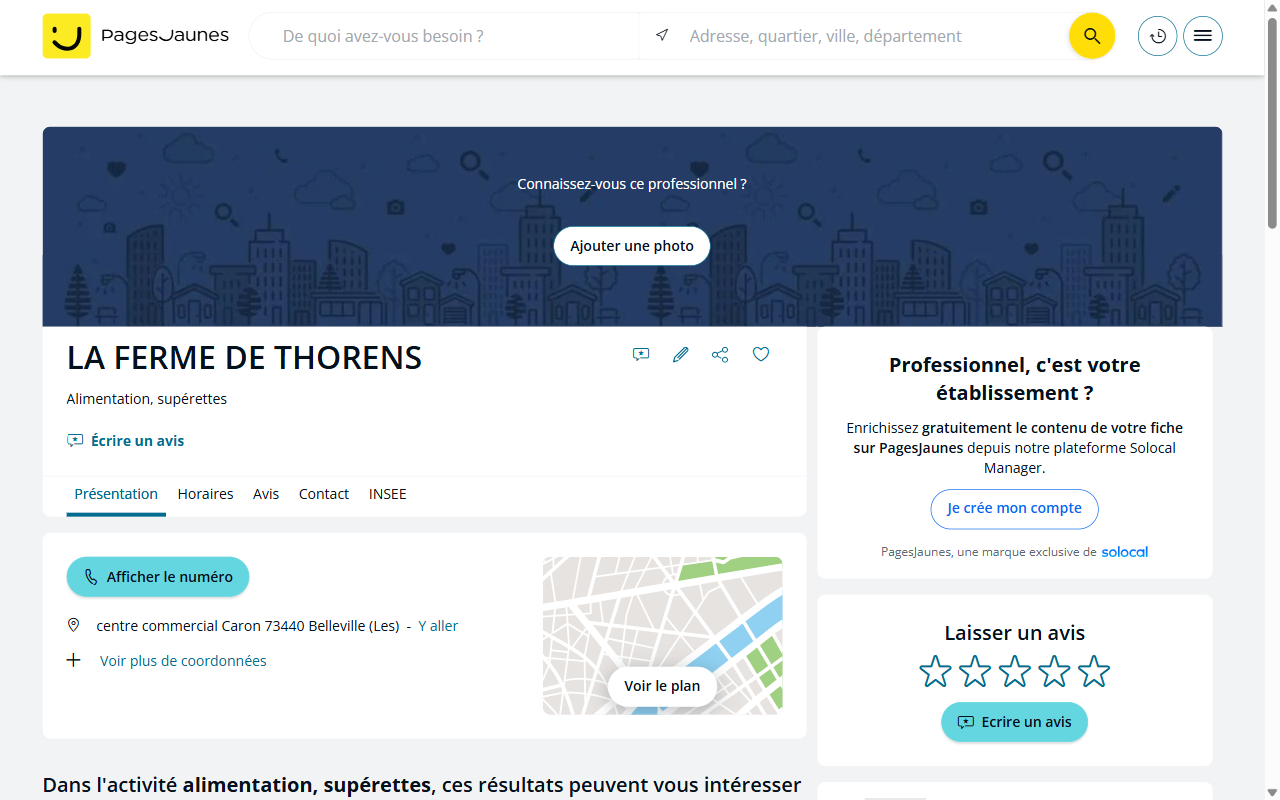 PagesJaunes
De quoi avez-vous besoin ?
Adresse, quartier, ville, département
Connaissez-vous ce professionnel ?
Ajouter une photo
LA FERME DE THORENS
Alimentation, supérettes
Écrire un avis
Présentation
Horaires
Avis
Contact
INSEE
Afficher le numéro
centre commercial Caron 73440 Belleville (Les) - Y aller
Voir plus de coordonnées
Voir le plan
Professionnel, c'est votre
établissement ?
Enrichissez gratuitement le contenu de votre fiche
sur PagesJaunes depuis notre plateforme Solocal
Manager.
Je crée mon compte
PagesJaunes, une marque exclusive de solocal
Laisser un avis
Ecrire un avis
Dans l'activité alimentation, supérettes, ces résultats peuvent vous intéresser